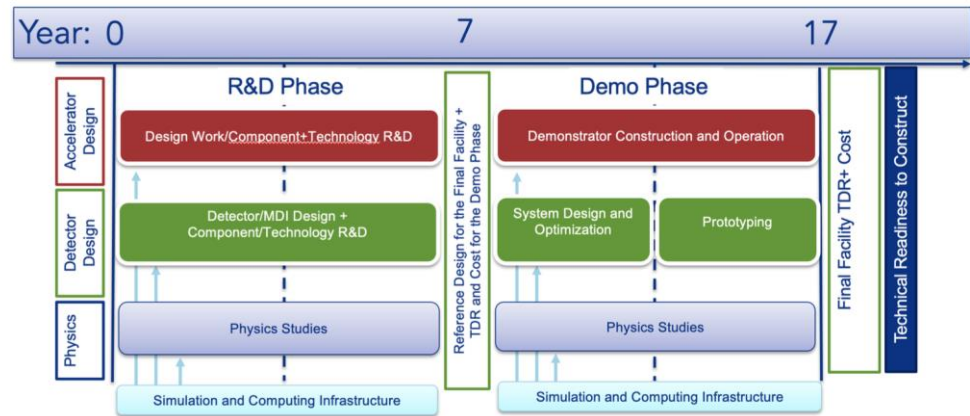 Year: 0 7 17
R&D Phase
Demo Phase
Accelerator
Design
Design Work/Component+Technology R&D
Demonstrator Construction and Operation
Detector
Design
Detector/MDI Design +
Component/Technology R&D
Reference Design for the Final Facility +
TDR and Cost for the Demo Phase
System Design and
Optimization
Prototyping
Final Facility TDR+ Cost
Technical Readiness to Construct
Physics
Physics Studies
Physics Studies
Simulation and Computing Infrastructure
Simulation and Computing Infrastructure